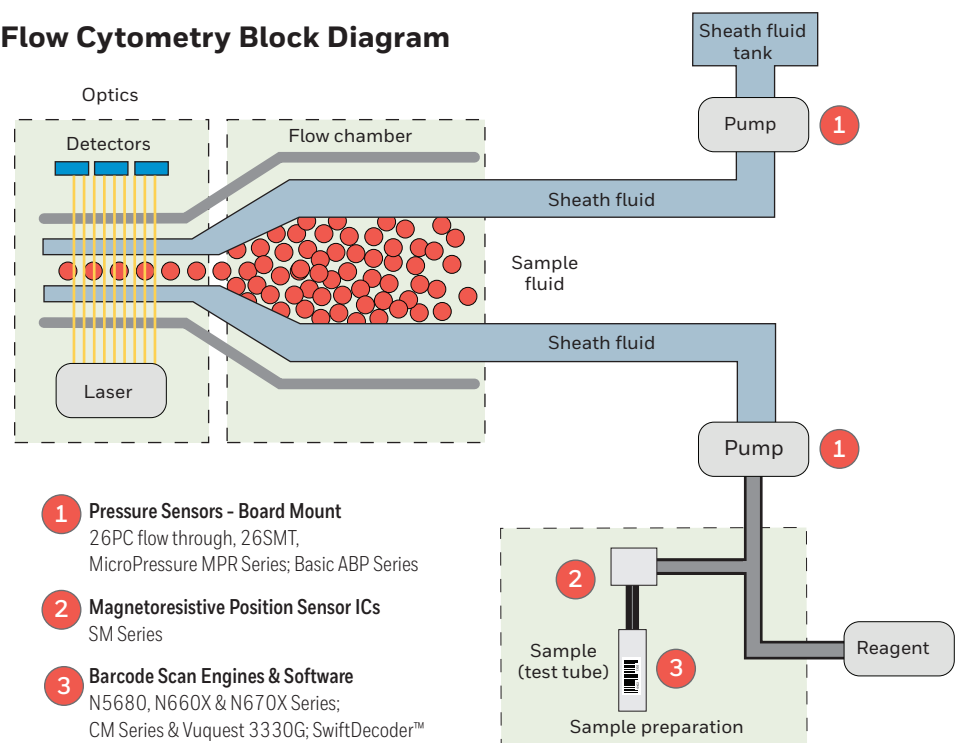 Flow Cytometry Block Diagram
Sheath fluid
tank
Optics
Pump
1
Detectors
Flow chamber
Sheath fluid
Sample
fluid
Sheath fluid
Laser
Pump
1
1
Pressure Sensors - Board Mount
26PC flow through, 26SMT,
MicroPressure MPR Series; Basic ABP Series
2
Magnetoresistive Position Sensor ICs
SM Series
3
Barcode Scan Engines & Software
N5680, N660X & N670X Series;
CM Series & Vuquest 3330G; SwiftDecoder™
2
Sample
(test tube)
3
Reagent
Sample preparation